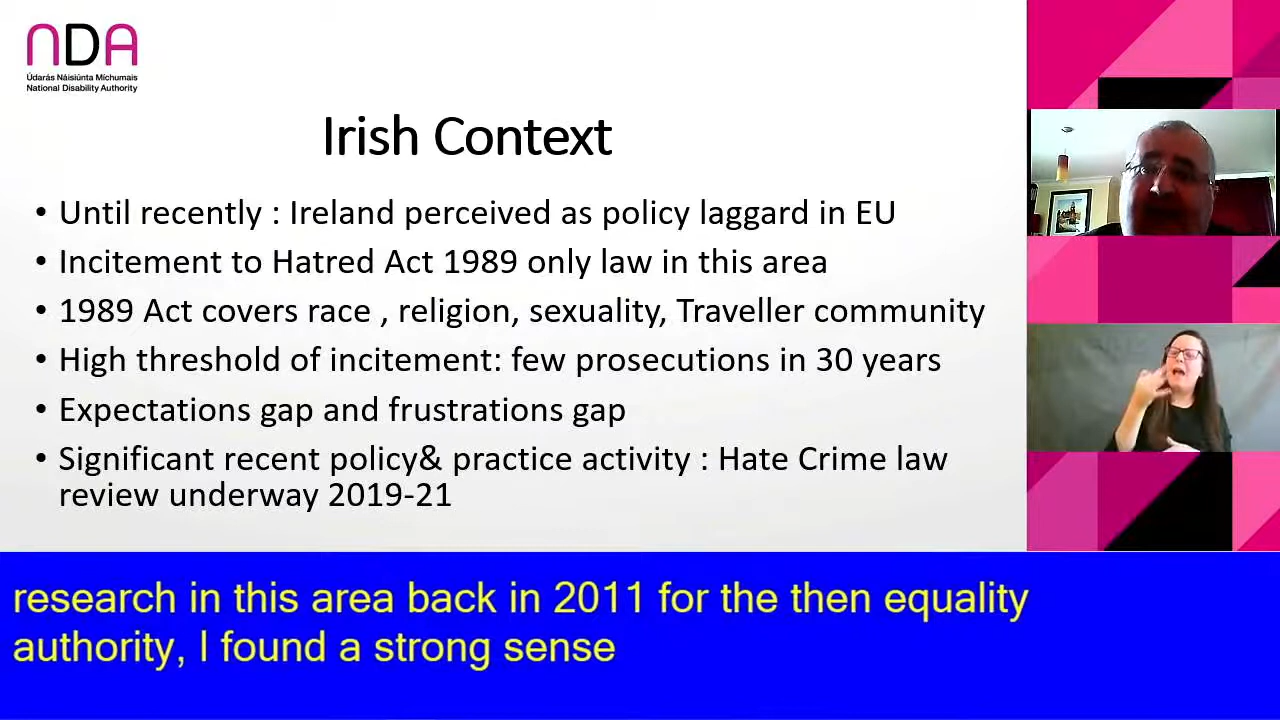 nDA
Údarás Náisiúnta Míchumais
National Disability Authority
Irish Context
• Until recently : Ireland perceived as policy laggard in EU
• Incitement to Hatred Act 1989 only law in this area
• 1989 Act covers race , religion, sexuality, Traveller community
• High threshold of incitement: few prosecutions in 30 years
• Expectations gap and frustrations gap
• Significant recent policy& practice activity : Hate Crime law
review underway 2019-21
research in this area back in 2011 for the then equality
authority, I found a strong sense